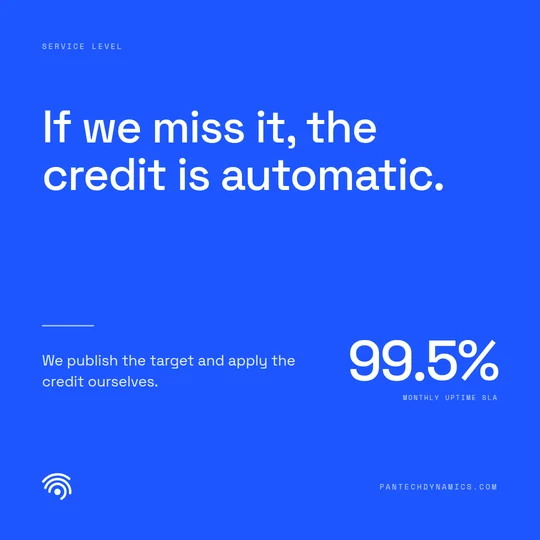 SERVICE LEVEL
If we miss it, the
credit is automatic.
We publish the target and apply the
credit ourselves.
99.5%
MONTHLY UPTIME SLA
PANTECHDYNAMICS.COM